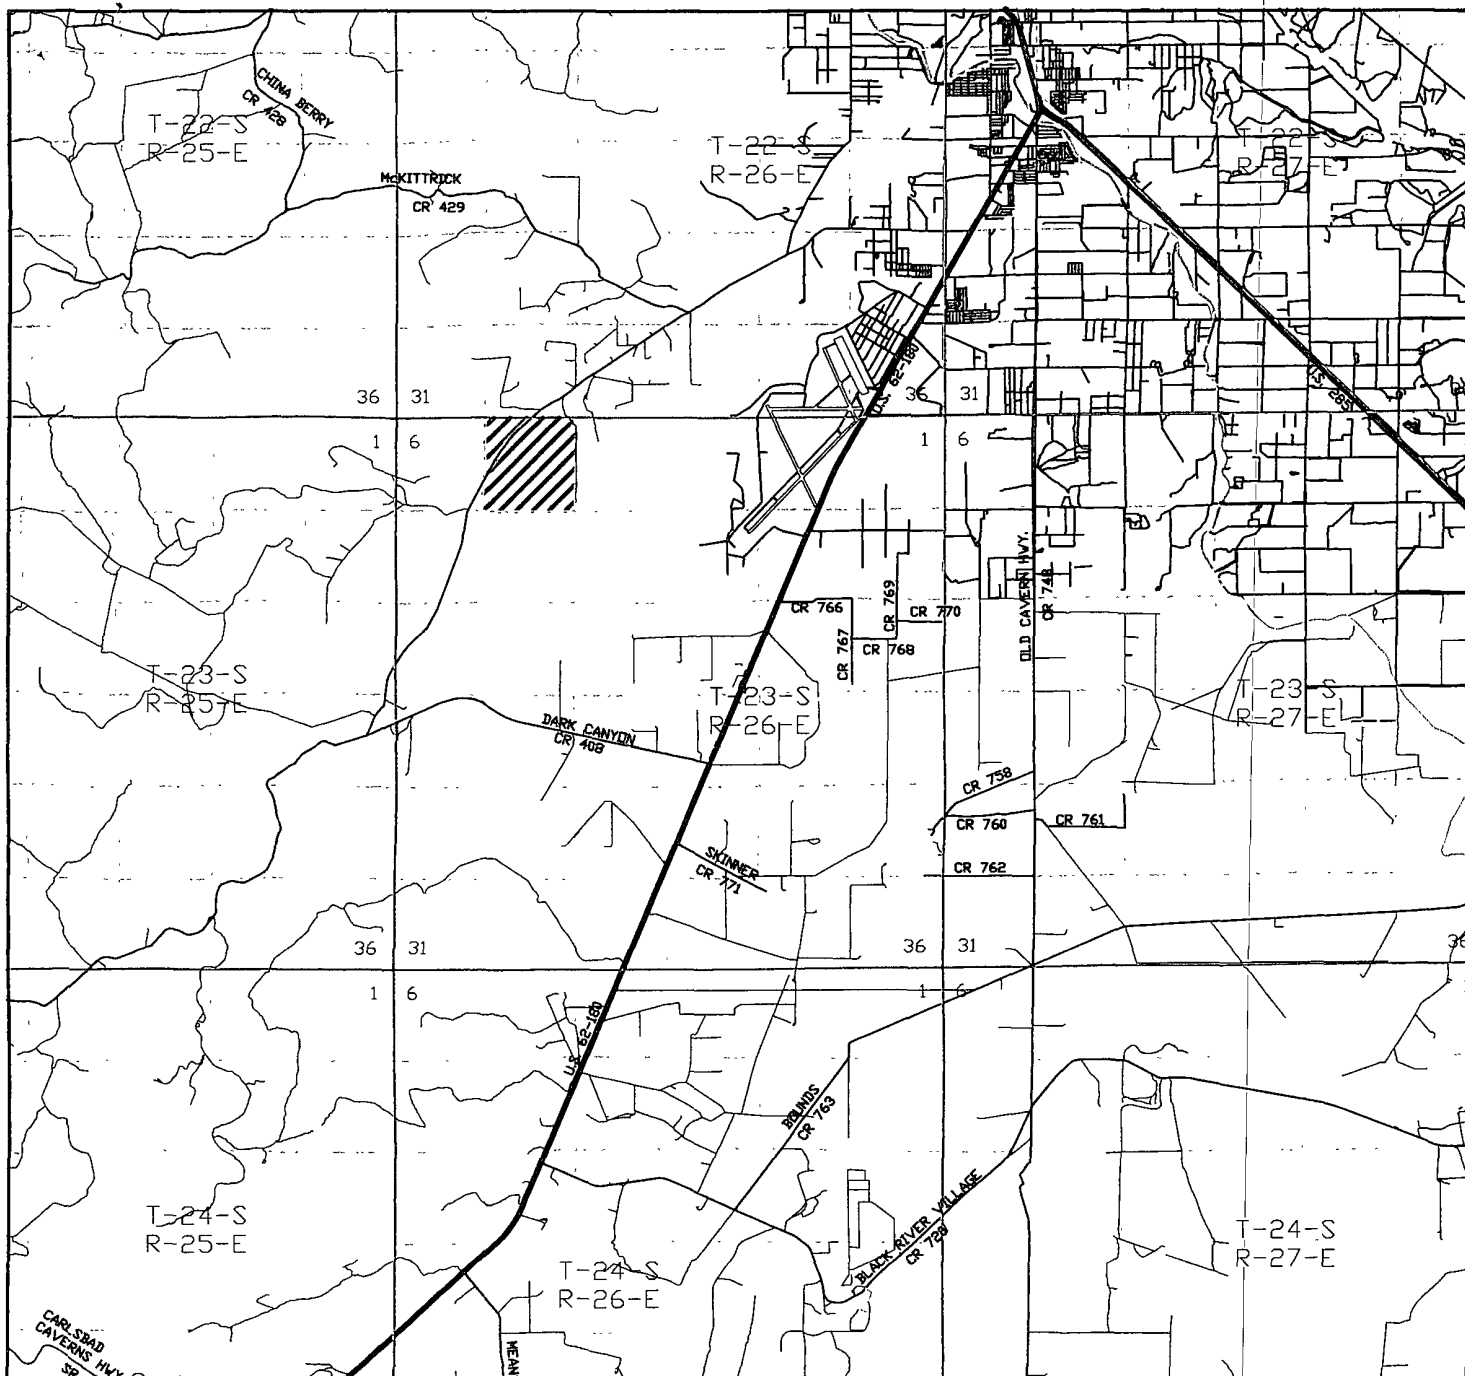 CHINA BERRY
CR 428
T-22-S
R-25-E
McKITTRICK
CR 429
T-22-S
R-26-E
T-22-S
R-27-E
U.S. 62-180
U.S. 285
36 31
1 6
36 31
1 6
OLD CAVERN HWY.
CR 748
CR 766
CR 767
CR 769
CR 770
CR 768
T-23-S
R-25-E
T-23-S
R-26-E
T-23-S
R-27-E
DARK CANYON
CR 408
CR 758
CR 760
CR 761
CR 762
SKINNER
CR 771
36 31
1 6
36 31
1 6
36
U.S. 62-180
BOUNDS
CR 763
BLACK RIVER VILLAGE
CR 728
T-24-S
R-25-E
T-24-S
R-26-E
T-24-S
R-27-E
CARLSBAD
CAVERNS HWY
SR
MEAN